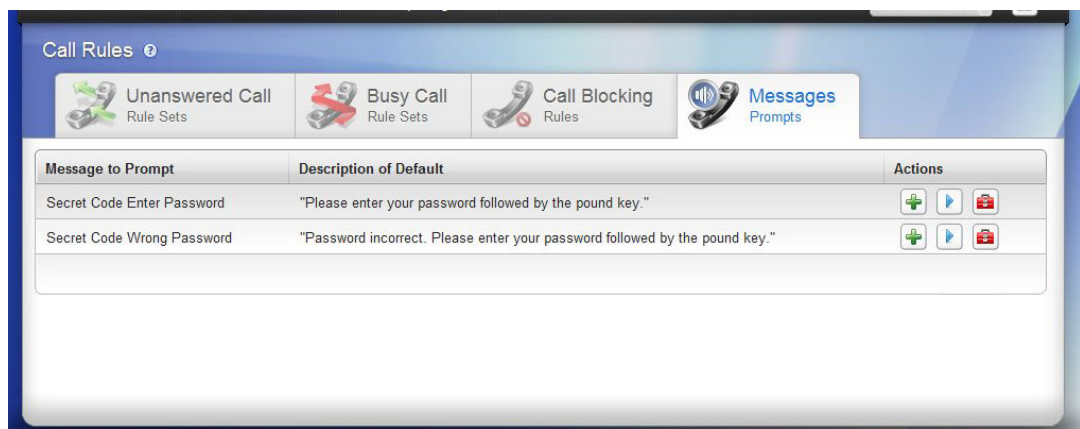 Call Rules
Unanswered Call
Rule Sets
Busy Call
Rule Sets
Call Blocking
Rules
Messages
Prompts
Message to Prompt Description of Default Actions
Secret Code Enter Password "Please enter your password followed by the pound key."
Secret Code Wrong Password "Password incorrect. Please enter your password followed by the pound key."